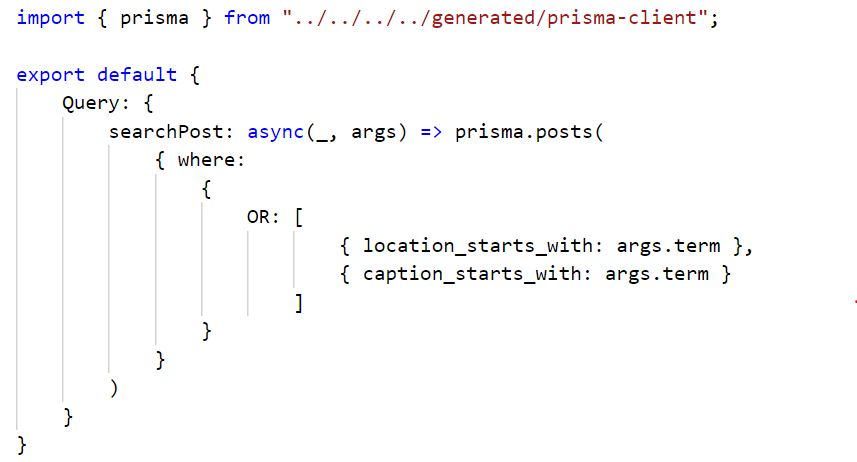 import { prisma } from "../../../../generated/prisma-client";
export default {
Query: {
searchPost: async(_, args) => prisma.posts(
{ where:
{
OR: [
{ location_starts_with: args.term },
{ caption_starts_with: args.term }
]
}
}
)
}
}